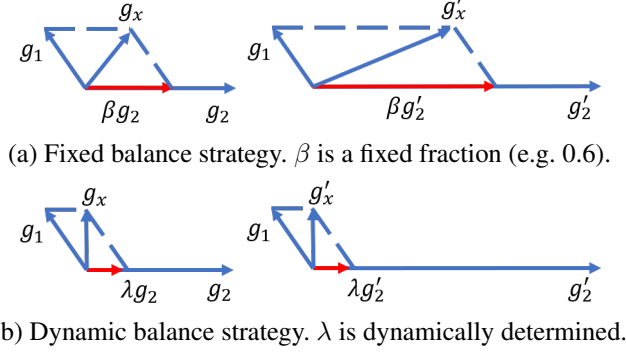 gₓ
g′ₓ
g₁
g₁
βg₂
g₂
βg′₂
g′₂
(a) Fixed balance strategy. β is a fixed fraction (e.g. 0.6).
gₓ
g′ₓ
g₁
g₁
λg₂
g₂
λg′₂
g′₂
b) Dynamic balance strategy. λ is dynamically determined.